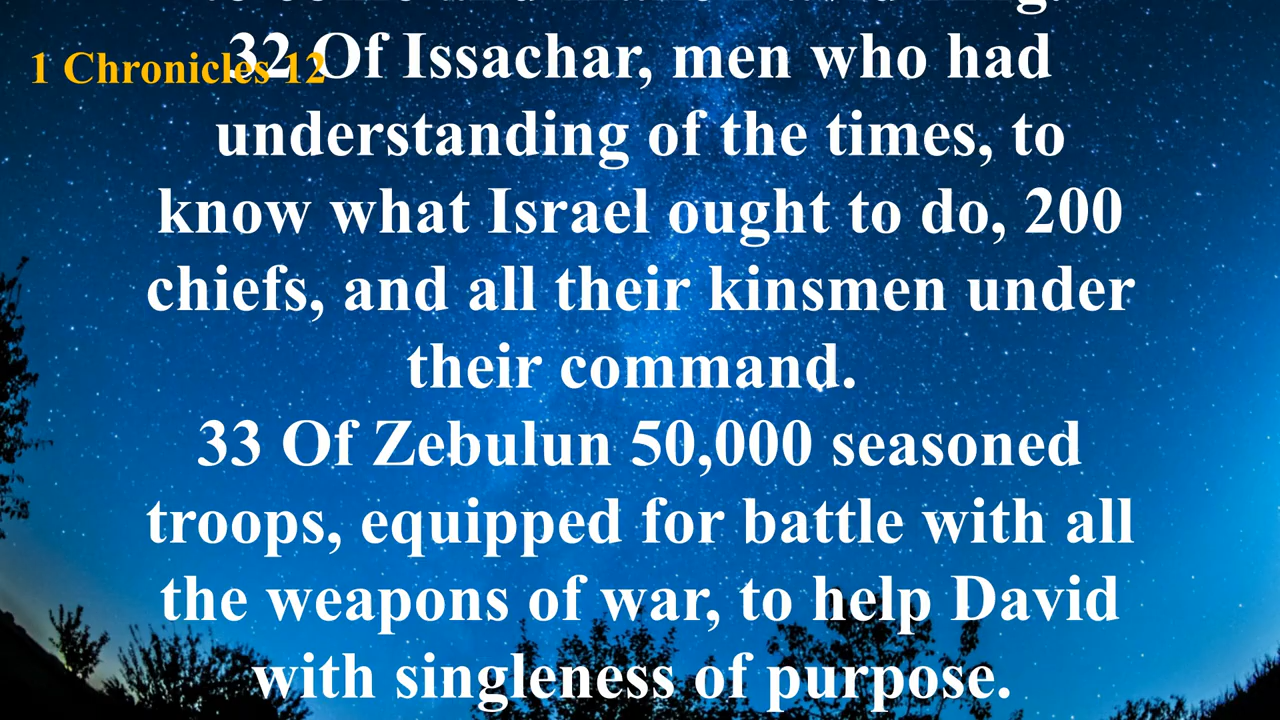 1 Chronicles 12
32 Of Issachar, men who had
understanding of the times, to
know what Israel ought to do, 200
chiefs, and all their kinsmen under
their command.
33 Of Zebulun 50,000 seasoned
troops, equipped for battle with all
the weapons of war, to help David
with singleness of purpose.